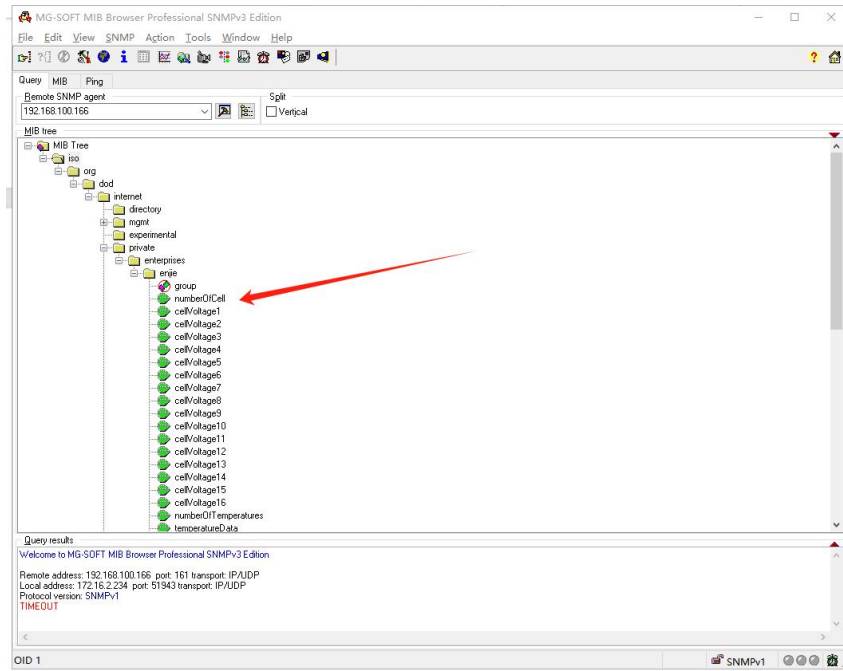 MG-SOFT MIB Browser Professional SNMPv3 Edition
File Edit View SNMP Action Tools Window Help
Query MIB Ping
Remote SNMP agent
Split
192.168.100.166
Vertical
MIB tree
MIB Tree
iso
org
dod
internet
directory
mgmt
experimental
private
enterprises
enjie
group
numberOfCell
cellVoltage1
cellVoltage2
cellVoltage3
cellVoltage4
cellVoltage5
cellVoltage6
cellVoltage7
cellVoltage8
cellVoltage9
cellVoltage10
cellVoltage11
cellVoltage12
cellVoltage13
cellVoltage14
cellVoltage15
cellVoltage16
numberOfTemperatures
temperatureData
Query results
Welcome to MG-SOFT MIB Browser Professional SNMPv3 Edition
Remote address: 192.168.100.166 port: 161 transport: IP/UDP
Local address: 172.16.2.234 port: 51943 transport: IP/UDP
Protocol version: SNMPv1
TIMEOUT
OID 1
SNMPv1